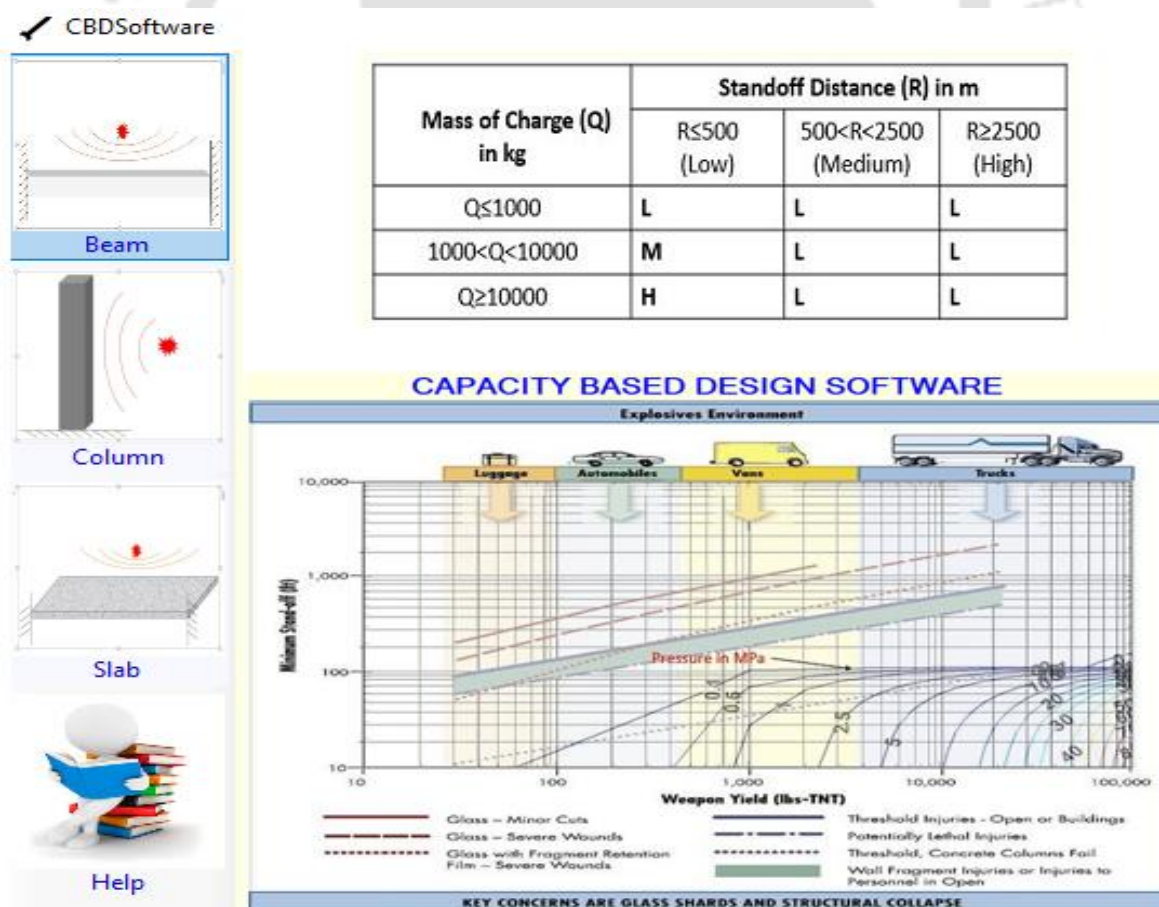 CBDSoftware
Beam
Column
Slab
Help
Mass of Charge (Q) in kg
Standoff Distance (R) in m
R≤500 (Low)
500<R<2500 (Medium)
R≥2500 (High)
Q≤1000 L L L
1000<Q<10000 M L L
Q≥10000 H L L
CAPACITY BASED DESIGN SOFTWARE
Explosives Environment
Luggage Automobiles Vans Trucks
Minimum Stand-off (ft)
10,000
1,000
100
10
Pressure in MPa
0.1 0.6 1 2.5 5 20 30 40
10 100 1,000 10,000 100,000
Weapon Yield (lbs-TNT)
Glass – Minor Cuts
Glass – Severe Wounds
Glass with Fragment Retention
Film – Severe Wounds
Threshold Injuries - Open or Buildings
Potentially Lethal Injuries
Threshold, Concrete Columns Fail
Wall Fragment Injuries or Injuries to
Personnel in Open
KEY CONCERNS ARE GLASS SHARDS AND STRUCTURAL COLLAPSE